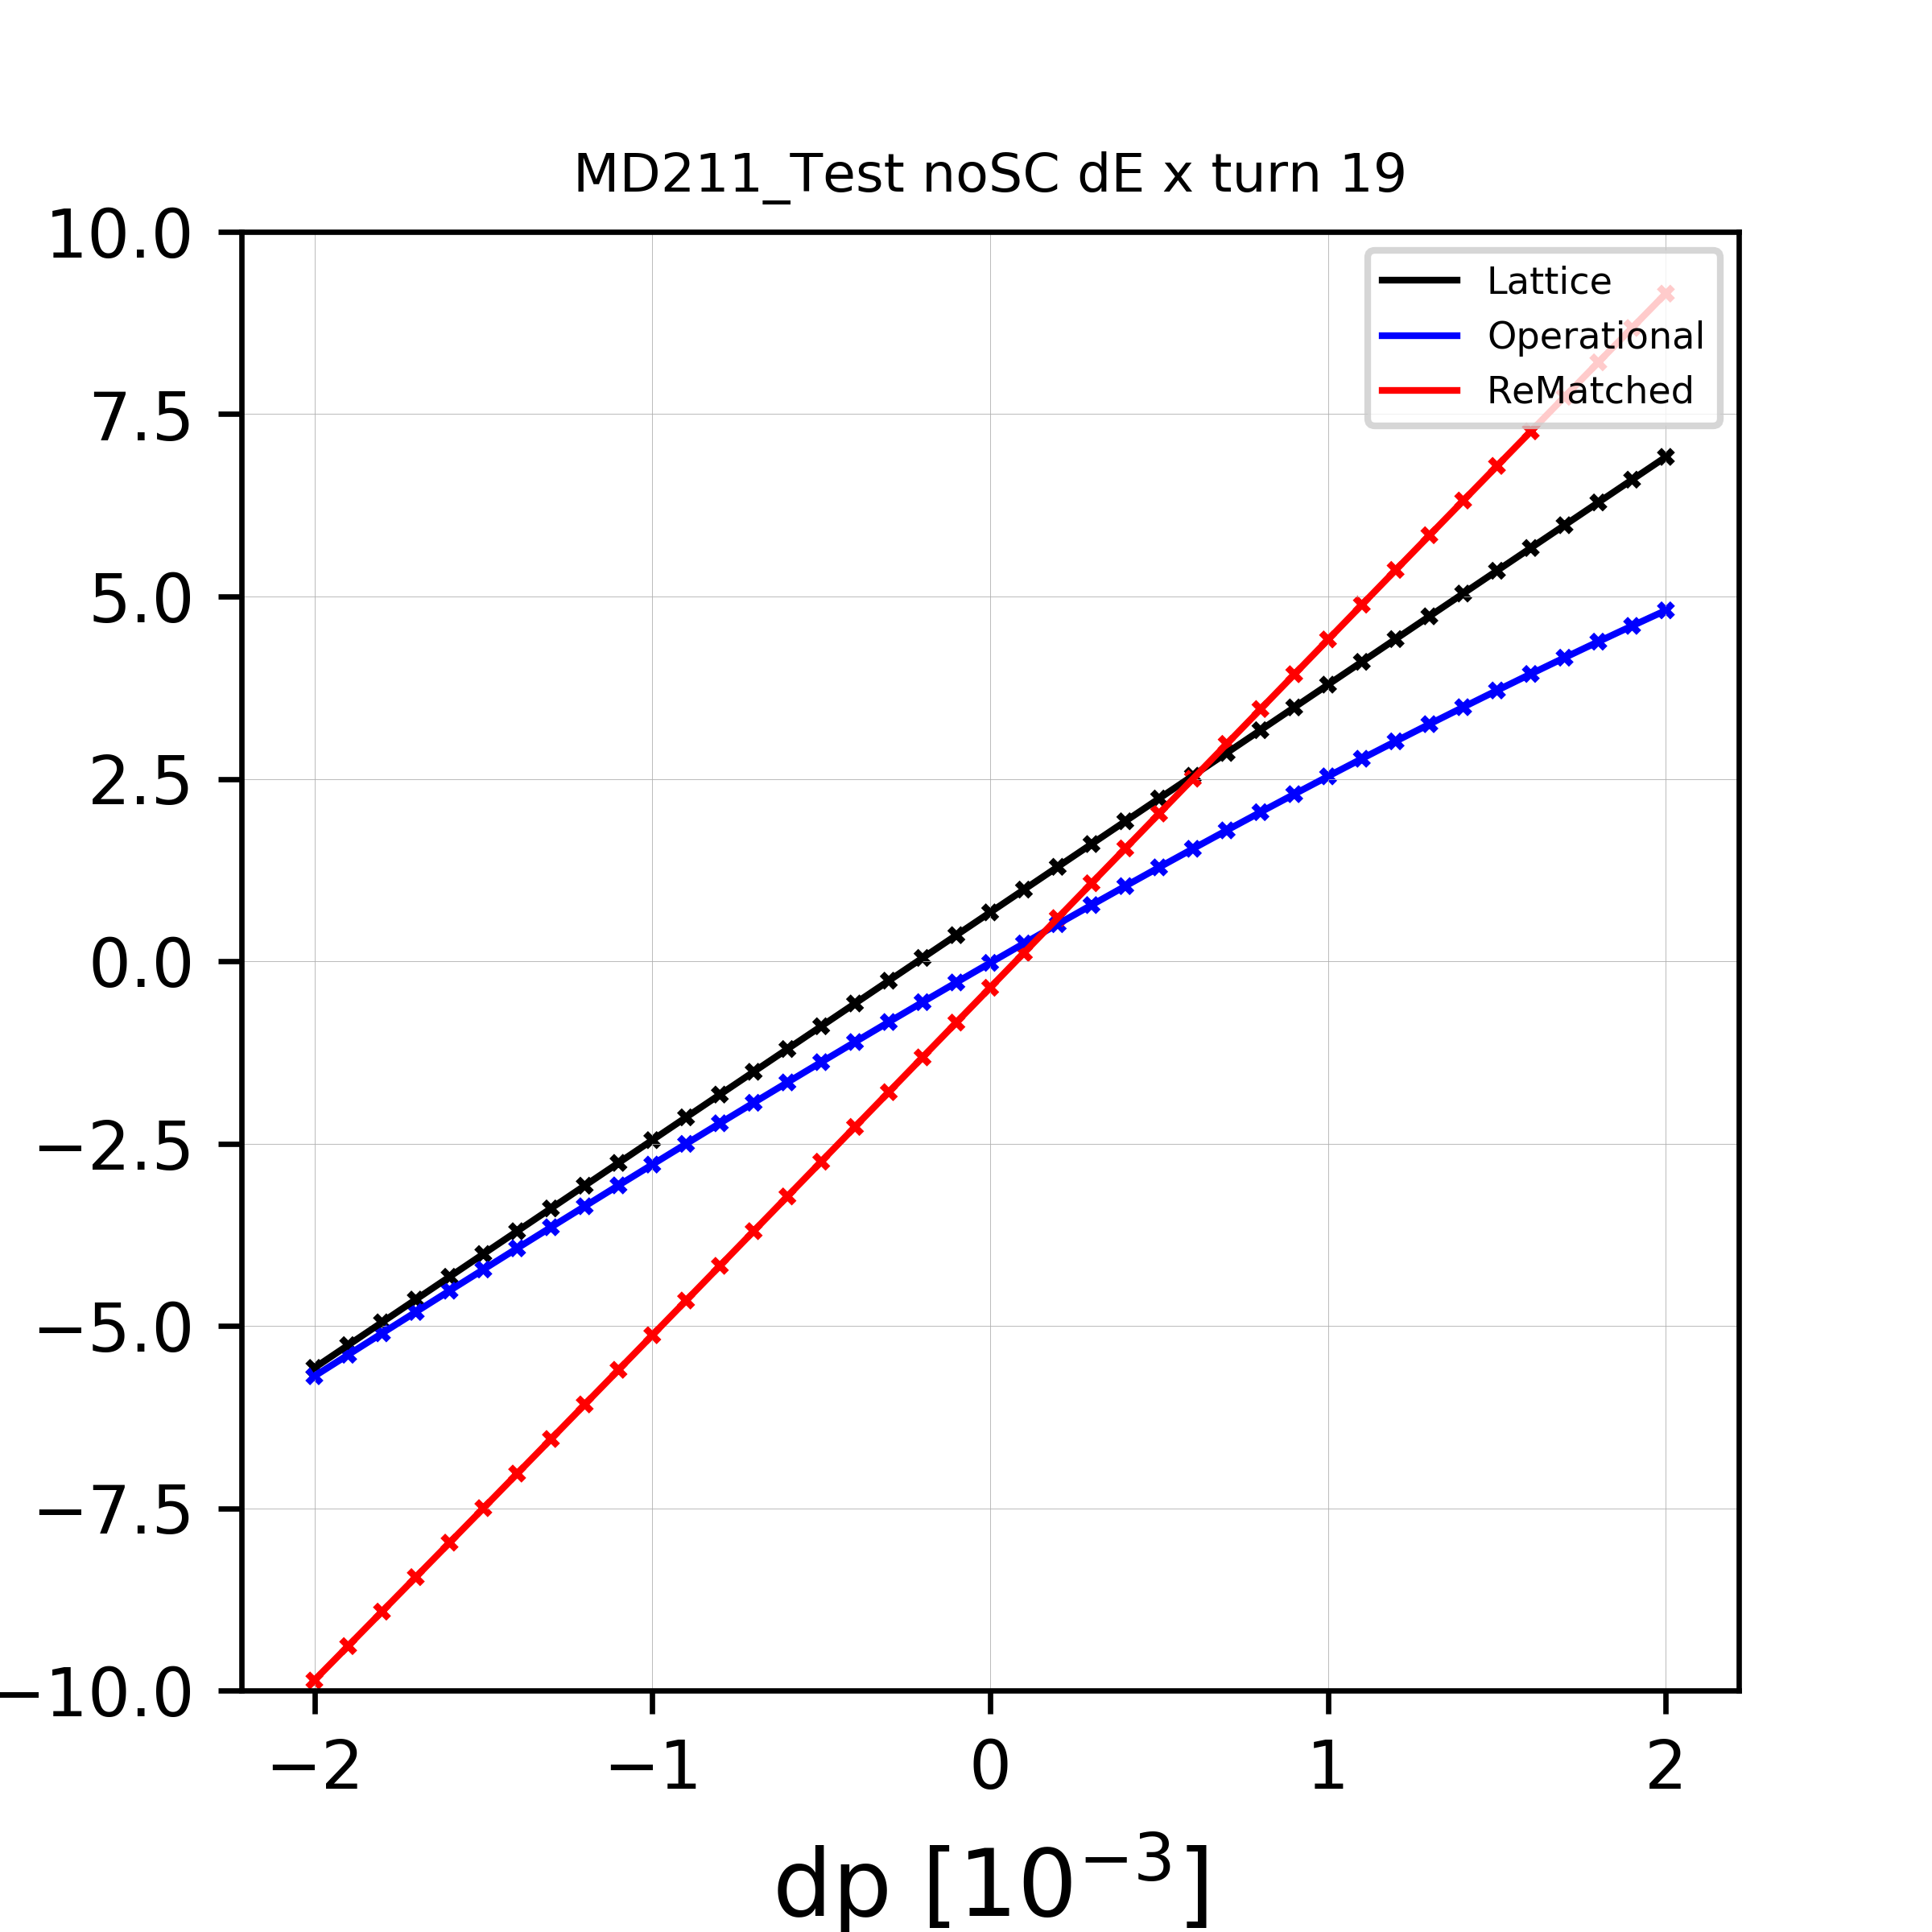 MD211_Test noSC dE x turn 19
10.0
7.5
5.0
2.5
0.0
−2.5
−5.0
−7.5
−10.0
Lattice
Operational
ReMatched
−2
−1
0
1
2
dp [10⁻³]